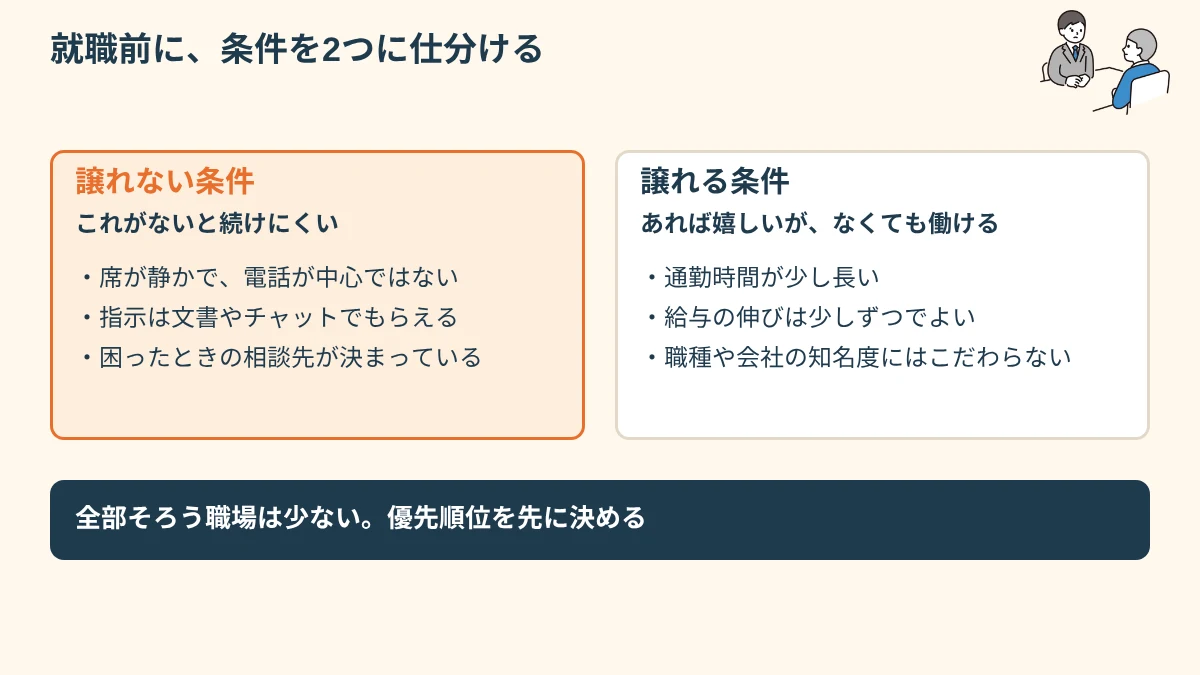 就職前に、条件を2つに仕分ける
譲れない条件
これがないと続けにくい
・席が静かで、電話が中心ではない
・指示は文書やチャットでもらえる
・困ったときの相談先が決まっている
譲れる条件
あれば嬉しいが、なくても働ける
・通勤時間が少し長い
・給与の伸びは少しずつでよい
・職種や会社の知名度にはこだわらない
全部そろう職場は少ない。優先順位を先に決める